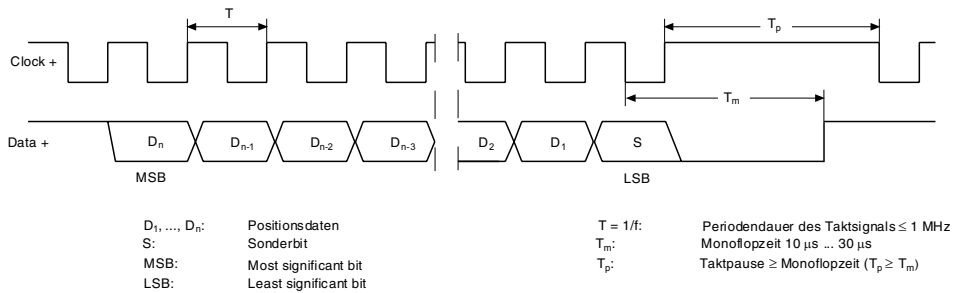 T
Tp
Clock +
Tm
Data +
Dn
Dn-1
Dn-2
Dn-3
D2
D1
S
MSB
LSB
D1, ..., Dn: Positionsdaten
S: Sonderbit
MSB: Most significant bit
LSB: Least significant bit
T = 1/f: Periodendauer des Taktsignals ≤ 1 MHz
Tm: Monoflopzeit 10 µs ... 30 µs
Tp: Taktpause ≥ Monoflopzeit (Tp ≥ Tm)